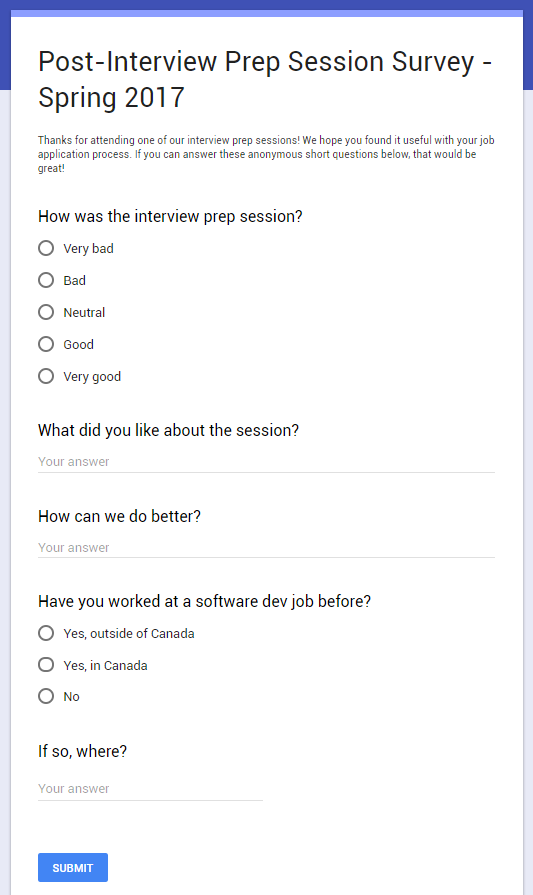 Post-Interview Prep Session Survey -
Spring 2017
Thanks for attending one of our interview prep sessions! We hope you found it useful with your job
application process. If you can answer these anonymous short questions below, that would be
great!
How was the interview prep session?
Very bad
Bad
Neutral
Good
Very good
What did you like about the session?
Your answer
How can we do better?
Your answer
Have you worked at a software dev job before?
Yes, outside of Canada
Yes, in Canada
No
If so, where?
Your answer
SUBMIT